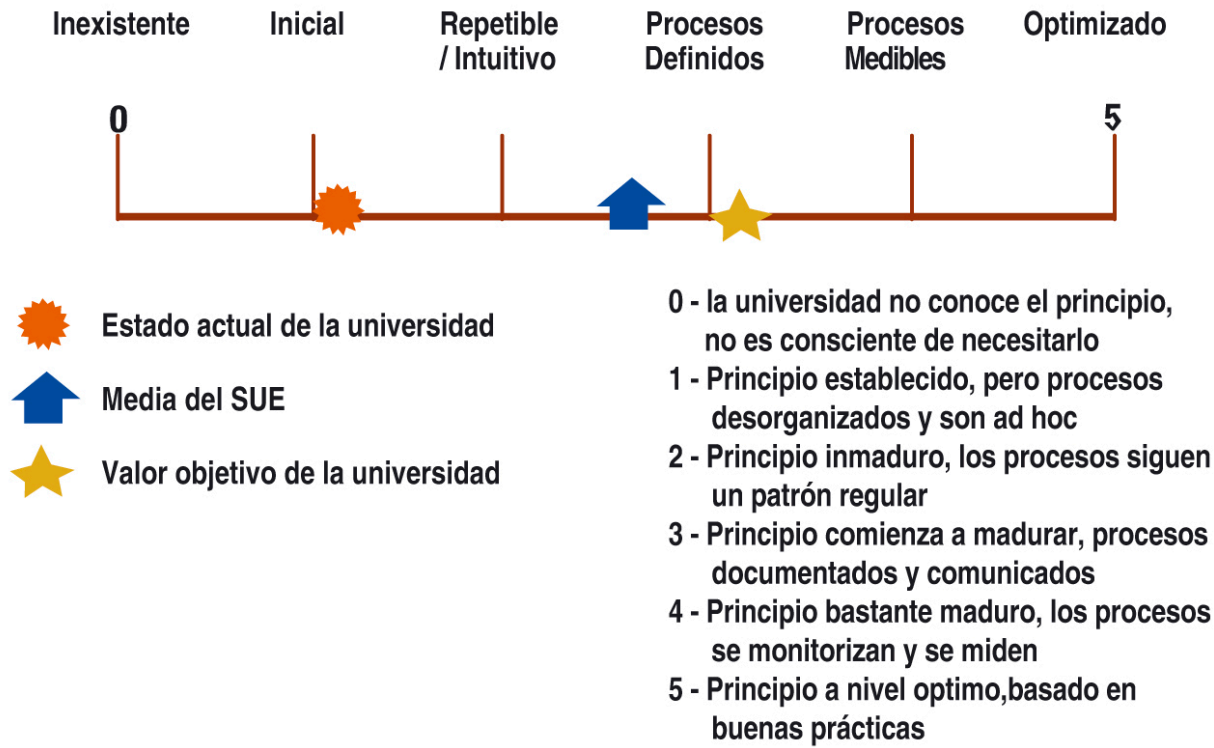 Inexistente
Inicial
Repetible
/ Intuitivo
Procesos
Definidos
Procesos
Medibles
Optimizado
0
5
Estado actual de la universidad
Media del SUE
Valor objetivo de la universidad
0 - la universidad no conoce el principio,
no es consciente de necesitarlo
1 - Principio establecido, pero procesos
desorganizados y son ad hoc
2 - Principio inmaduro, los procesos siguen
un patrón regular
3 - Principio comienza a madurar, procesos
documentados y comunicados
4 - Principio bastante maduro, los procesos
se monitorizan y se miden
5 - Principio a nivel optimo,basado en
buenas prácticas